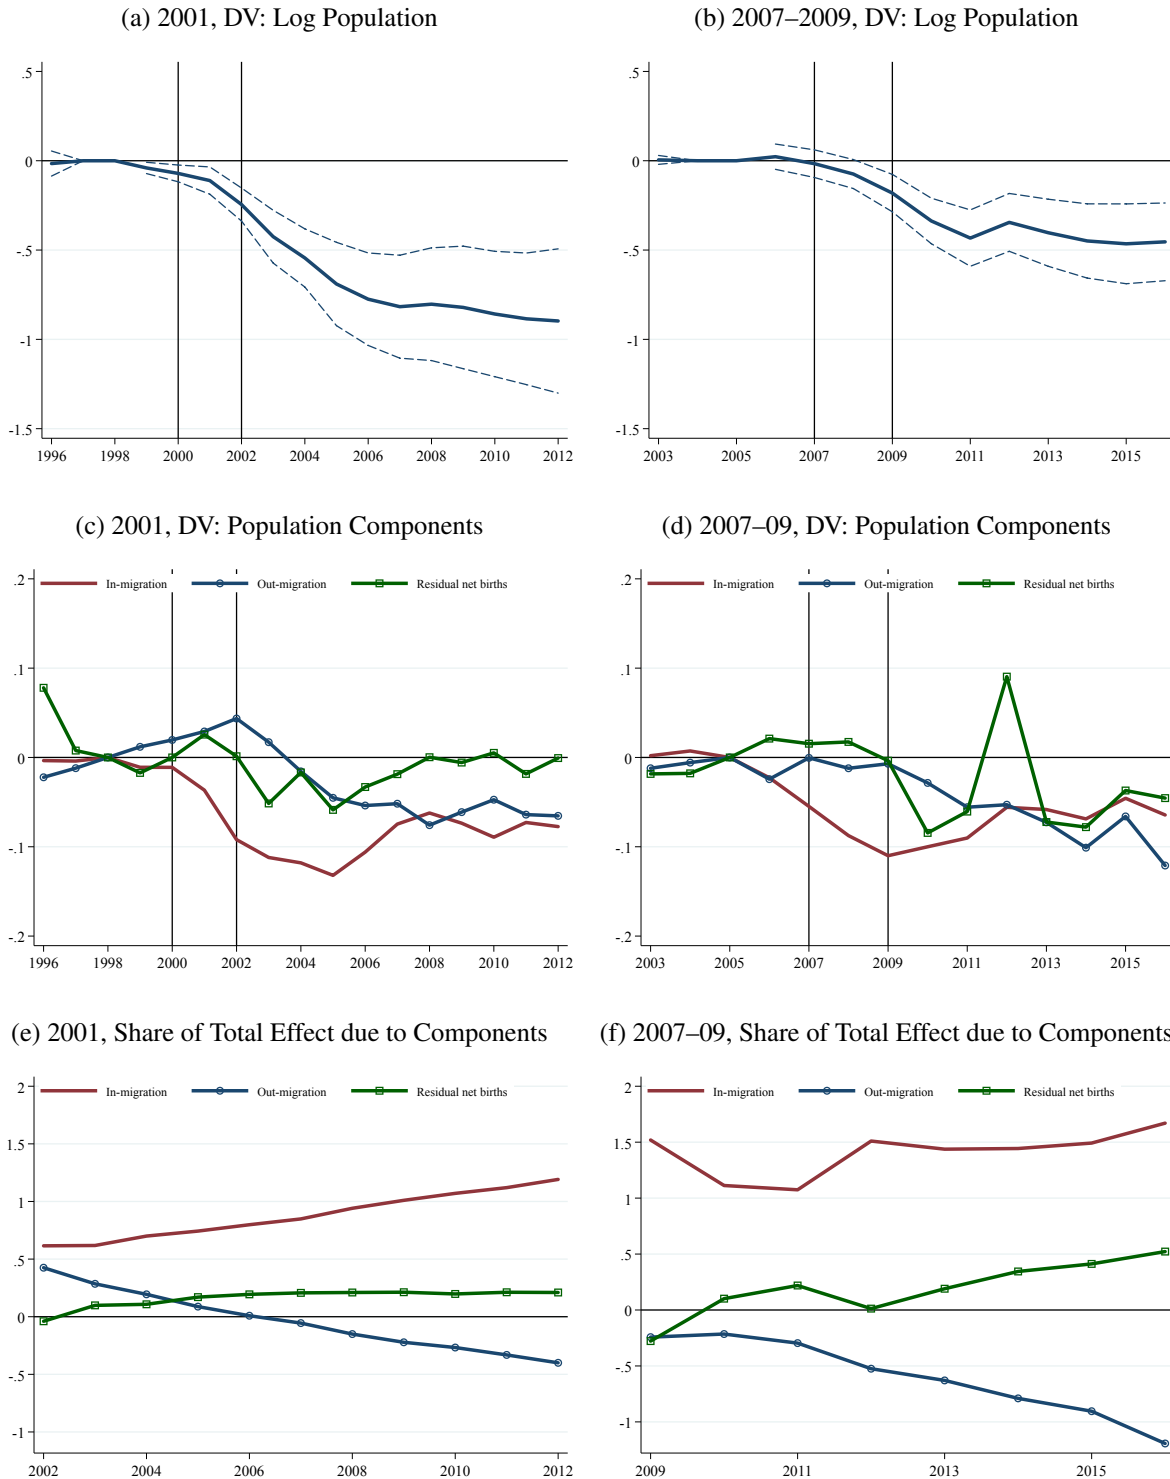 (a) 2001, DV: Log Population
.5
0
-.5
-1
-1.5
1996 1998 2000 2002 2004 2006 2008 2010 2012
(b) 2007–2009, DV: Log Population
.5
0
-.5
-1
-1.5
2003 2005 2007 2009 2011 2013 2015
(c) 2001, DV: Population Components
In-migration Out-migration Residual net births
.2
.1
0
-.1
-.2
1996 1998 2000 2002 2004 2006 2008 2010 2012
(d) 2007–09, DV: Population Components
In-migration Out-migration Residual net births
.2
.1
0
-.1
-.2
2003 2005 2007 2009 2011 2013 2015
(e) 2001, Share of Total Effect due to Components
In-migration Out-migration Residual net births
2
1.5
1
.5
0
-.5
-1
2002 2004 2006 2008 2010 2012
(f) 2007–09, Share of Total Effect due to Components
In-migration Out-migration Residual net births
2
1.5
1
.5
0
-.5
-1
2009 2011 2013 2015